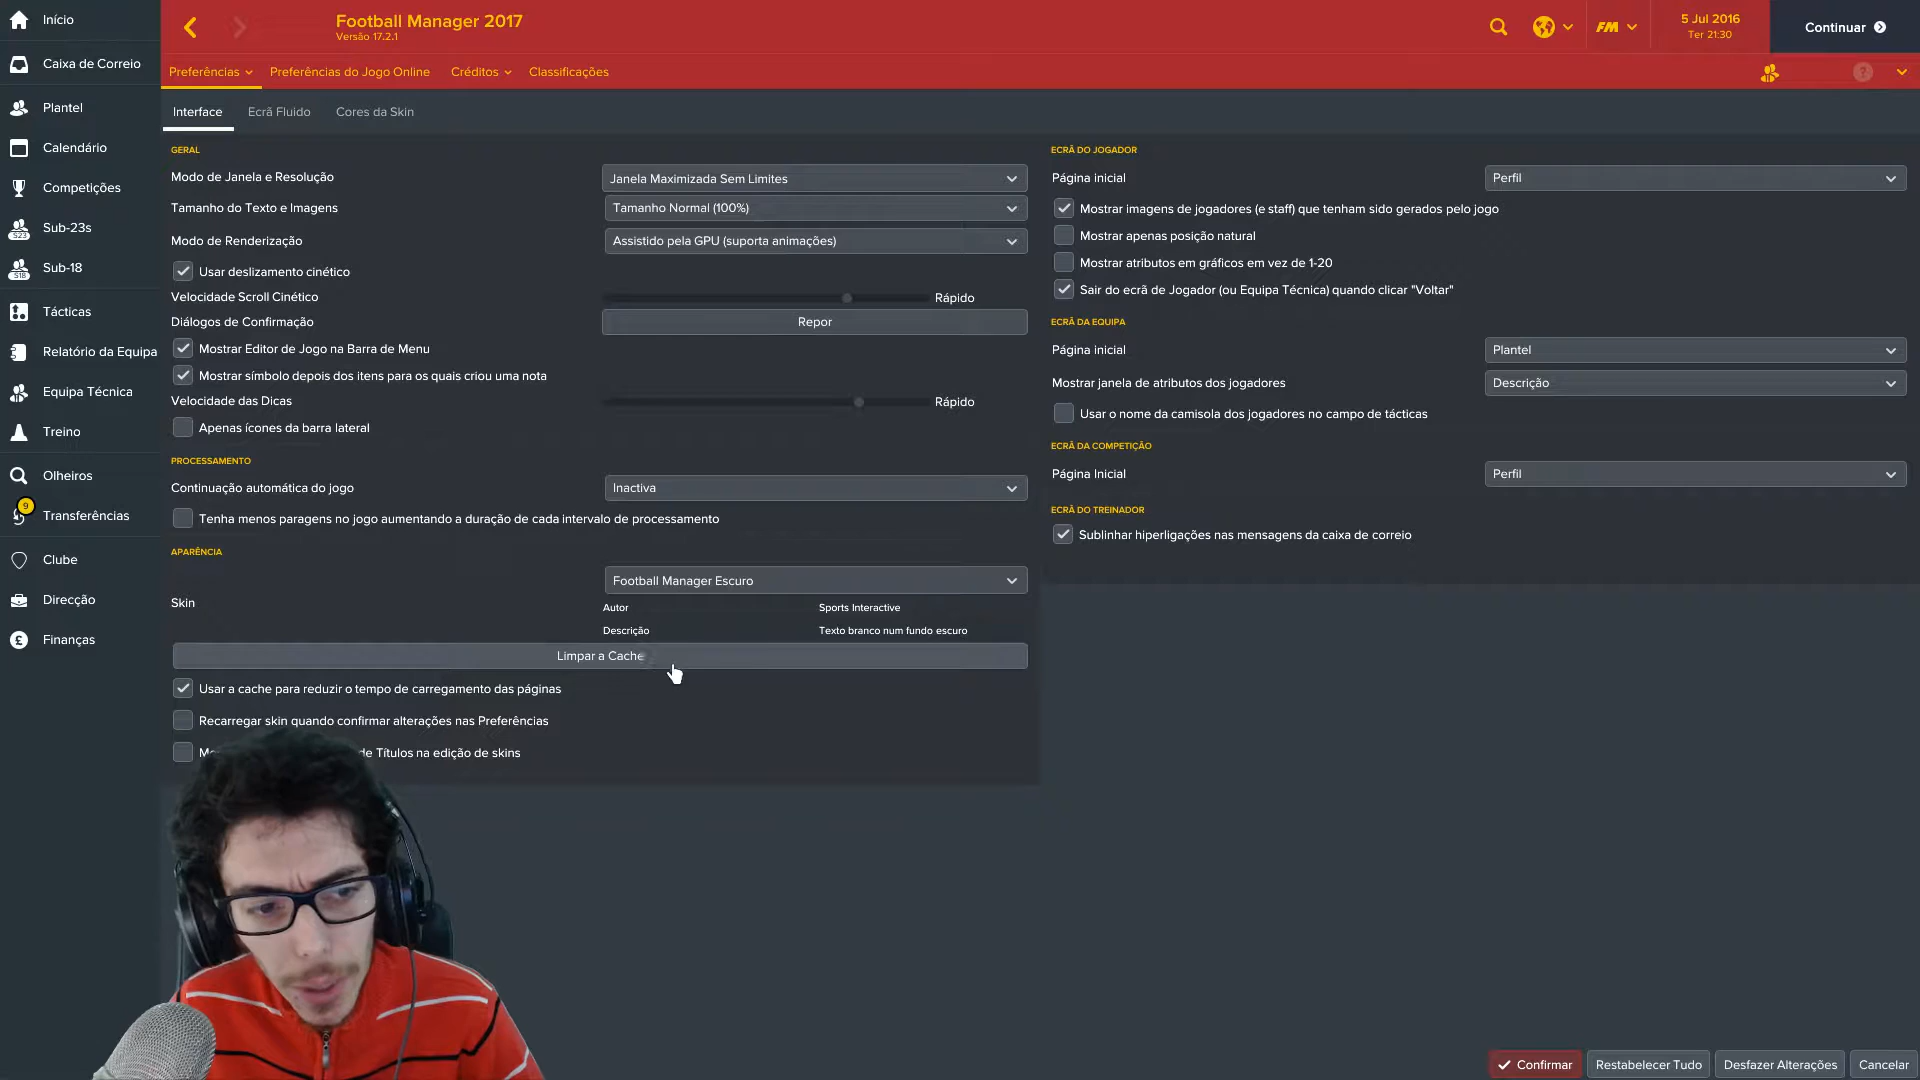 Início
Caixa de Correio
Plantel
Calendário
Competições
S23
Sub-23s
S18
Sub-18
Tácticas
Relatório da Equipa
Equipa Técnica
Treino
Olheiros
9
Transferências
Clube
Direcção
£
Finanças
Football Manager 2017
Versão 17.2.1
FM
5 Jul 2016
Ter 21:30
Continuar
Preferências
Preferências do Jogo Online
Créditos
Classificações
?
Interface
Ecrã Fluido
Cores da Skin
GERAL
Modo de Janela e Resolução
Janela Maximizada Sem Limites
Tamanho do Texto e Imagens
Tamanho Normal (100%)
Modo de Renderização
Assistido pela GPU (suporta animações)
Usar deslizamento cinético
Velocidade Scroll Cinético
Rápido
Diálogos de Confirmação
Repor
Mostrar Editor de Jogo na Barra de Menu
Mostrar símbolo depois dos itens para os quais criou uma nota
Velocidade das Dicas
Rápido
Apenas ícones da barra lateral
PROCESSAMENTO
Continuação automática do jogo
Inactiva
Tenha menos paragens no jogo aumentando a duração de cada intervalo de processamento
APARÊNCIA
Football Manager Escuro
Skin
Autor
Sports Interactive
Descrição
Texto branco num fundo escuro
Limpar a Cache
Usar a cache para reduzir o tempo de carregamento das páginas
Recarregar skin quando confirmar alterações nas Preferências
de Títulos na edição de skins
ECRÃ DO JOGADOR
Página inicial
Perfil
Mostrar imagens de jogadores (e staff) que tenham sido gerados pelo jogo
Mostrar apenas posição natural
Mostrar atributos em gráficos em vez de 1-20
Sair do ecrã de Jogador (ou Equipa Técnica) quando clicar "Voltar"
ECRÃ DA EQUIPA
Página inicial
Plantel
Mostrar janela de atributos dos jogadores
Descrição
Usar o nome da camisola dos jogadores no campo de tácticas
ECRÃ DA COMPETIÇÃO
Página Inicial
Perfil
ECRÃ DO TREINADOR
Sublinhar hiperligações nas mensagens da caixa de correio
Confirmar
Restabelecer Tudo
Desfazer Alterações
Cancelar